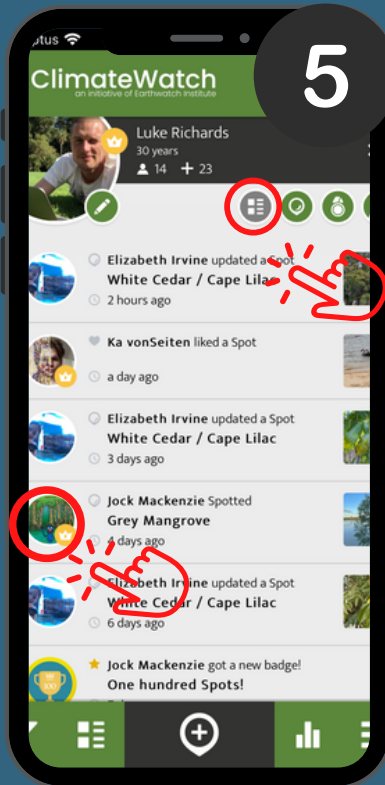 5
ptus
ClimateWatch
an initiative of Earthwatch Institute
Luke Richards
30 years
14 + 23
Elizabeth Irvine updated a Spot
White Cedar / Cape Lilac
2 hours ago
Ka vonSeiten liked a Spot
a day ago
Elizabeth Irvine updated a Spot
White Cedar / Cape Lilac
3 days ago
Jock Mackenzie Spotted
Grey Mangrove
4 days ago
Elizabeth Irvine updated a Spot
White Cedar / Cape Lilac
6 days ago
100
Jock Mackenzie got a new badge!
One hundred Spots!